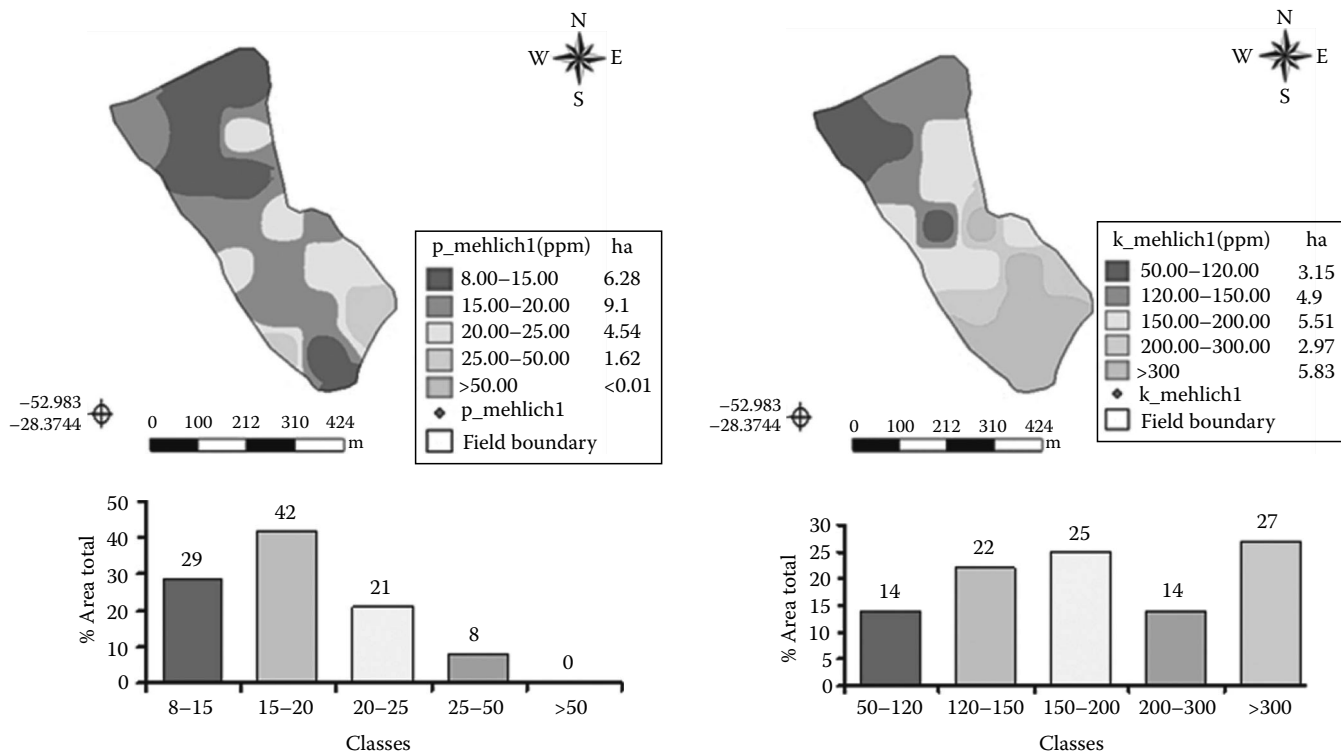 N
W E
S
p_mehlich1(ppm) ha
8.00–15.00 6.28
15.00–20.00 9.1
20.00–25.00 4.54
25.00–50.00 1.62
>50.00 <0.01
p_mehlich1
Field boundary
–52.983
–28.3744
0 100 212 310 424
m
N
W E
S
k_mehlich1(ppm) ha
50.00–120.00 3.15
120.00–150.00 4.9
150.00–200.00 5.51
200.00–300.00 2.97
>300 5.83
k_mehlich1
Field boundary
–52.983
–28.3744
0 100 212 310 424
m
% Area total
50
40
30
20
10
0
29
42
21
8
0
8–15 15–20 20–25 25–50 >50
Classes
% Area total
30
25
20
15
10
5
0
14
22
25
14
27
50–120 120–150 150–200 200–300 >300
Classes